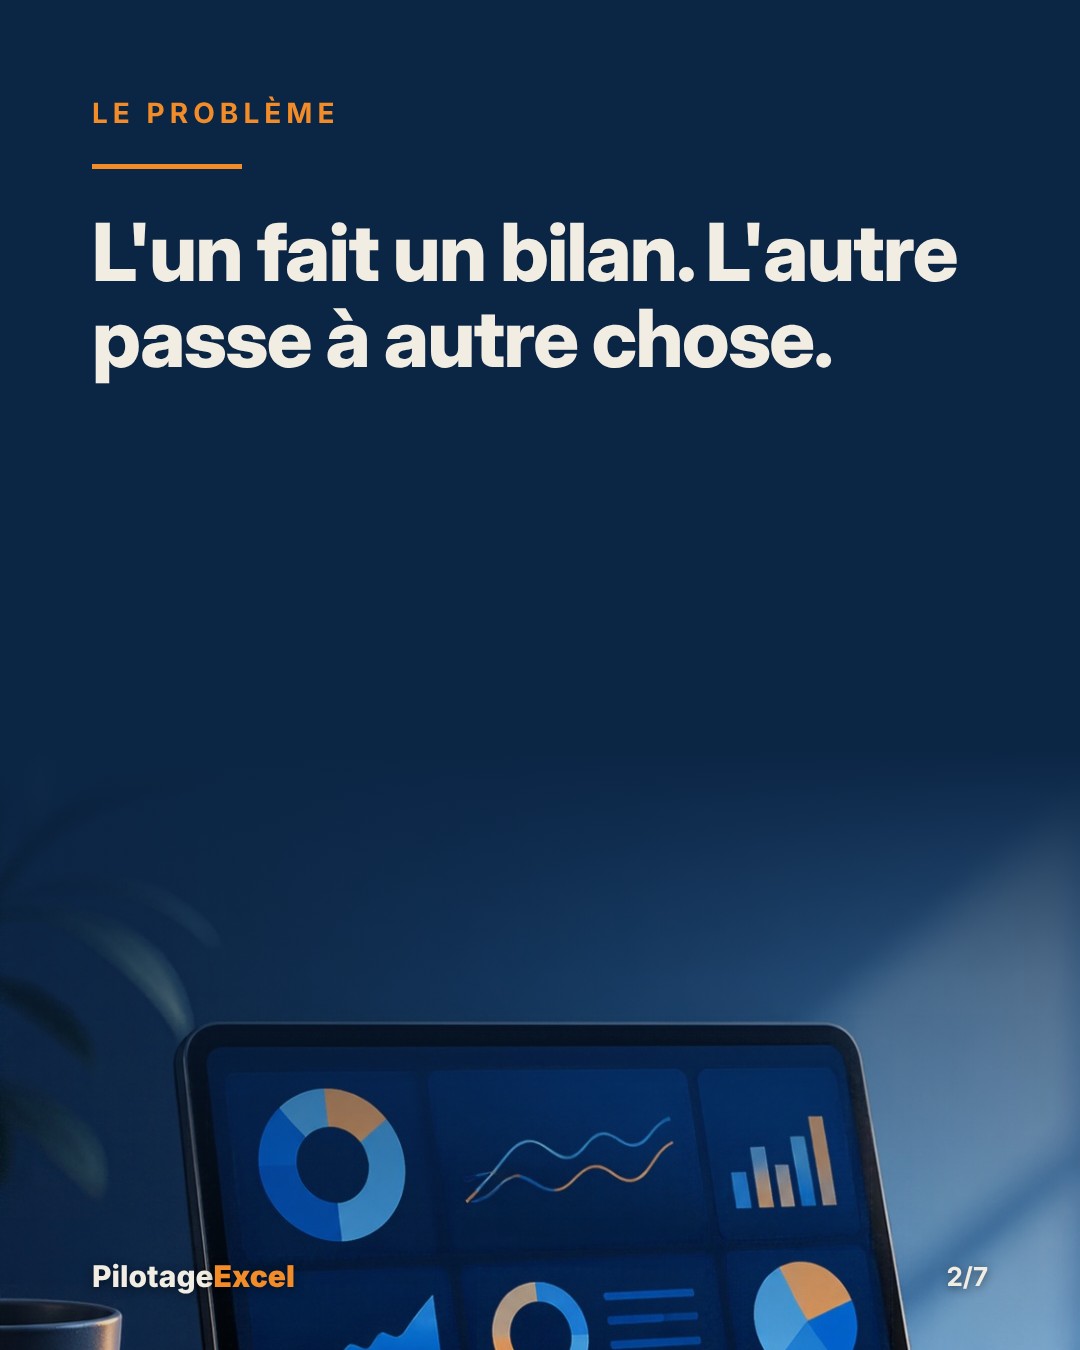 LE PROBLÈME
L'un fait un bilan. L'autre
passe à autre chose.
PilotageExcel
2/7